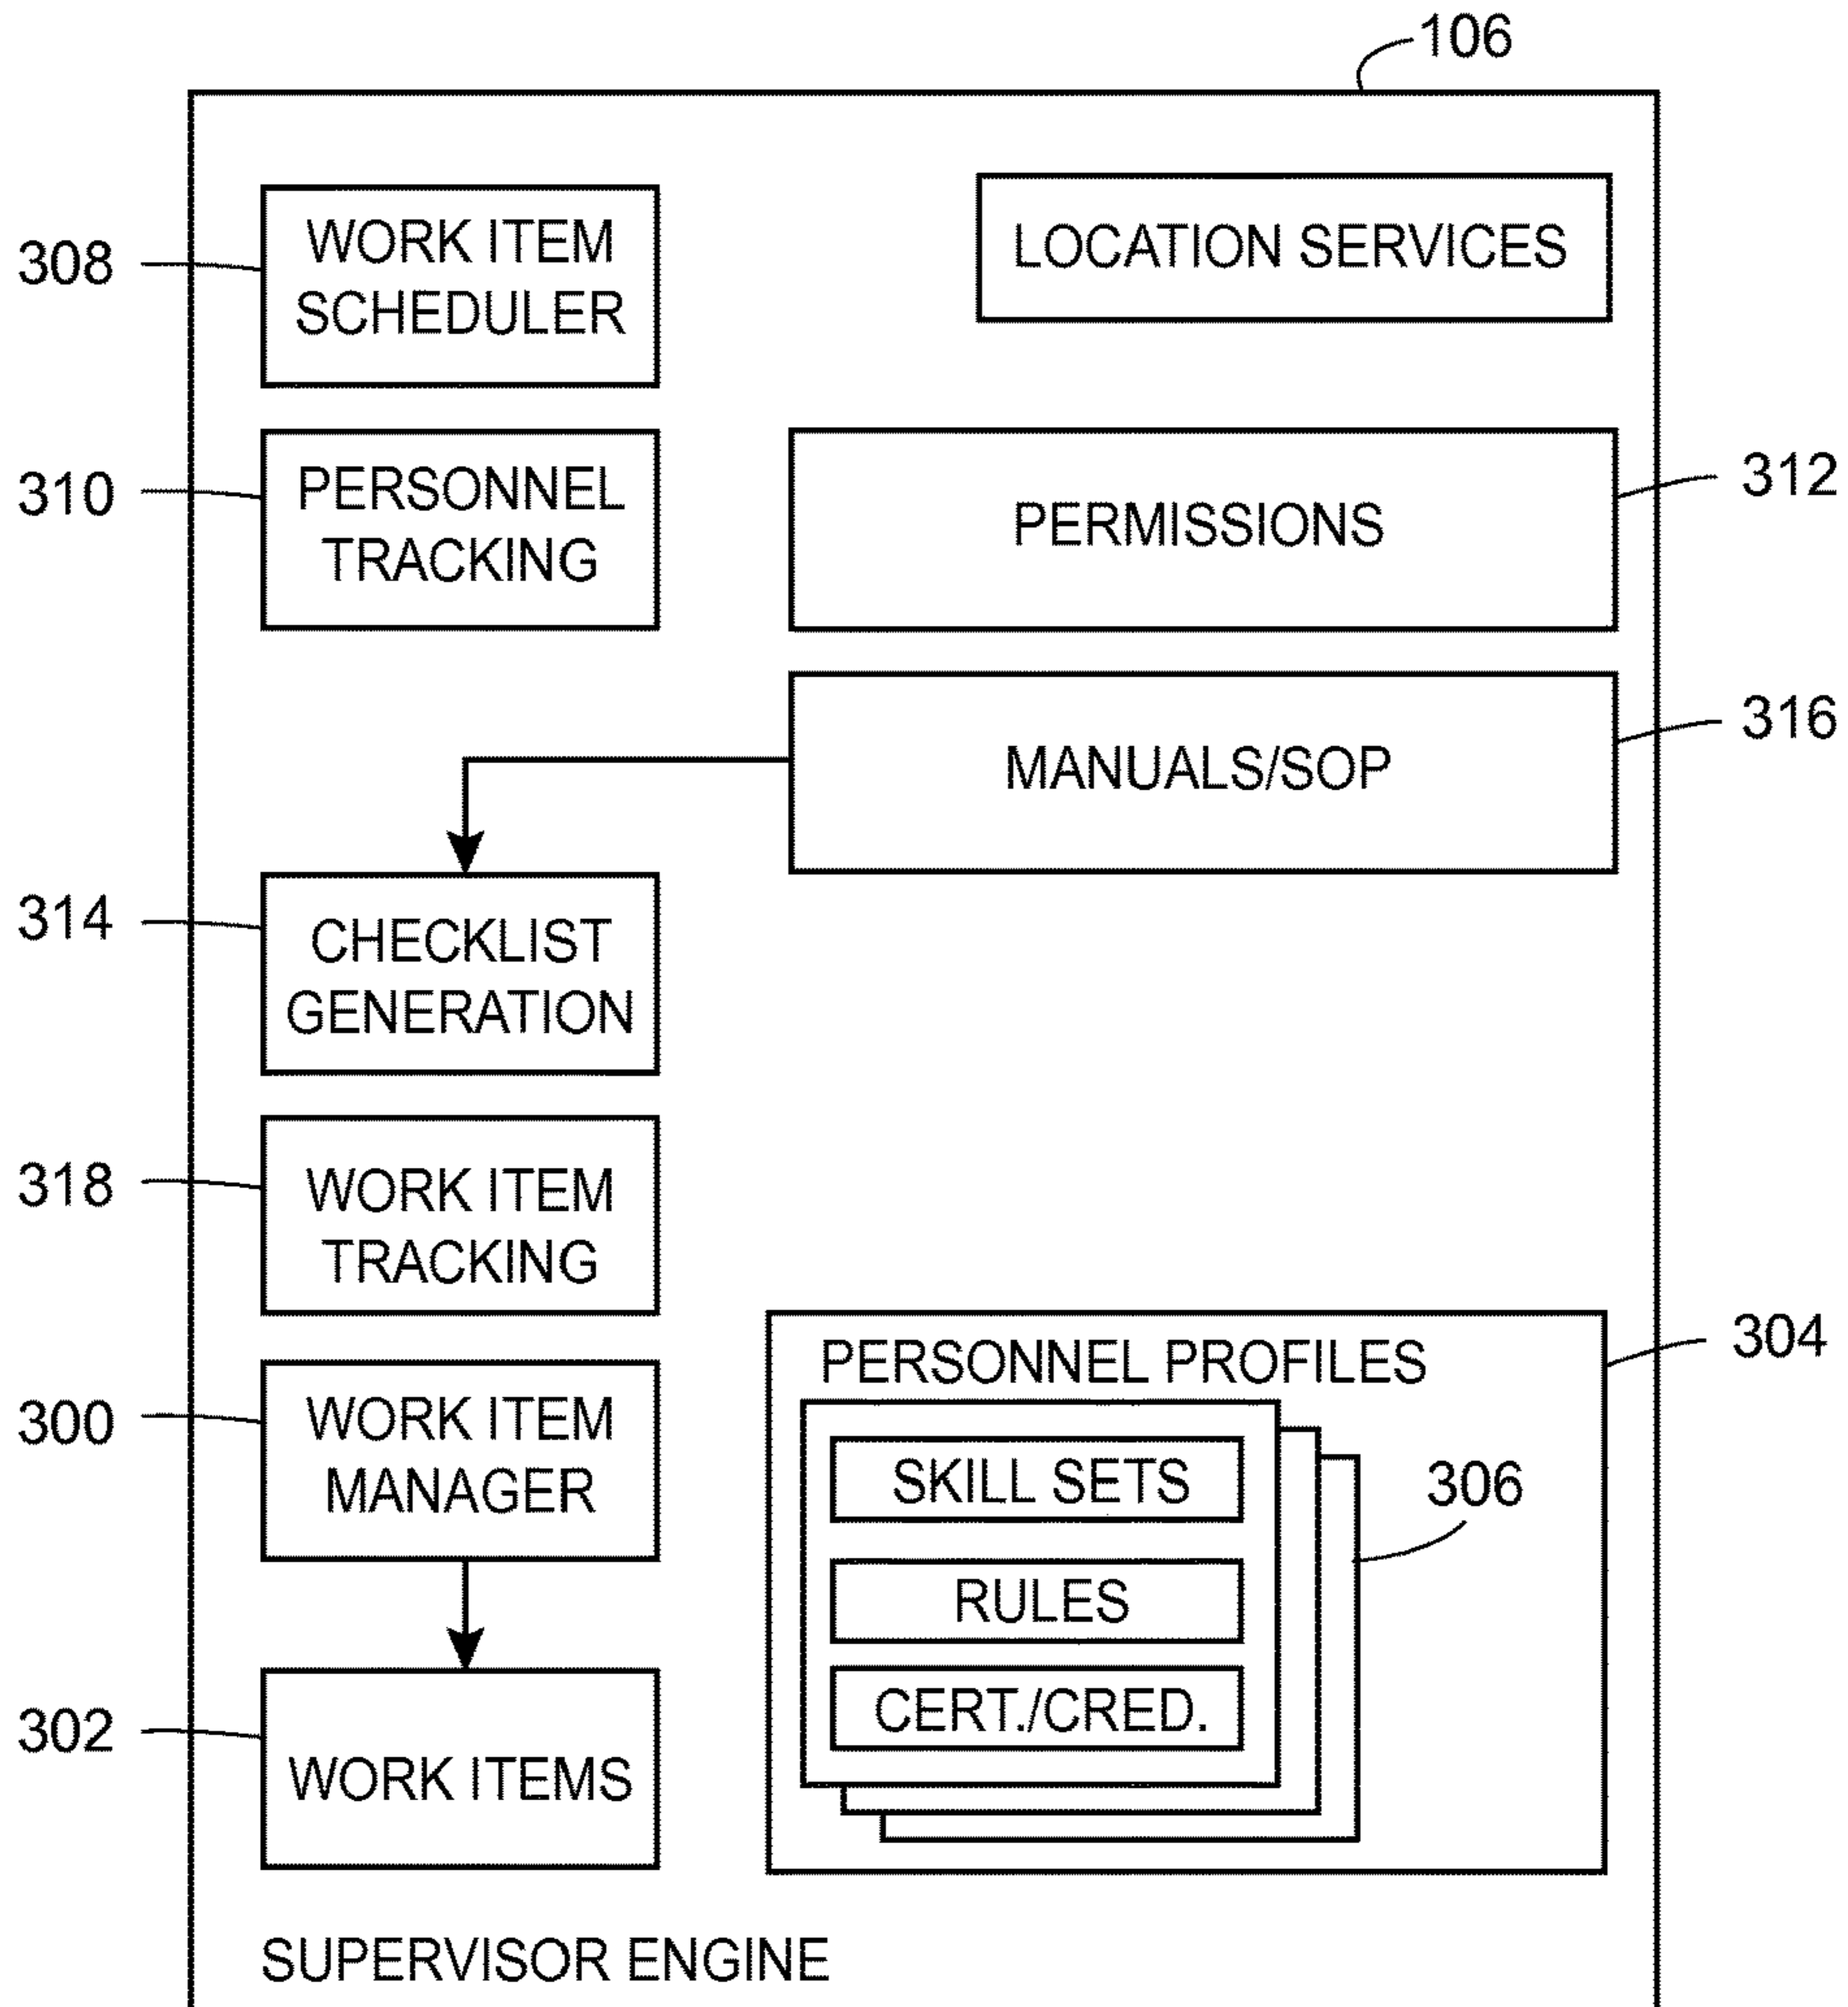 106
308
WORK ITEM
SCHEDULER
LOCATION SERVICES
310
PERSONNEL
TRACKING
PERMISSIONS
312
MANUALS/SOP
316
314
CHECKLIST
GENERATION
318
WORK ITEM
TRACKING
300
WORK ITEM
MANAGER
302
WORK ITEMS
PERSONNEL PROFILES
304
SKILL SETS
RULES
CERT./CRED.
306
SUPERVISOR ENGINE